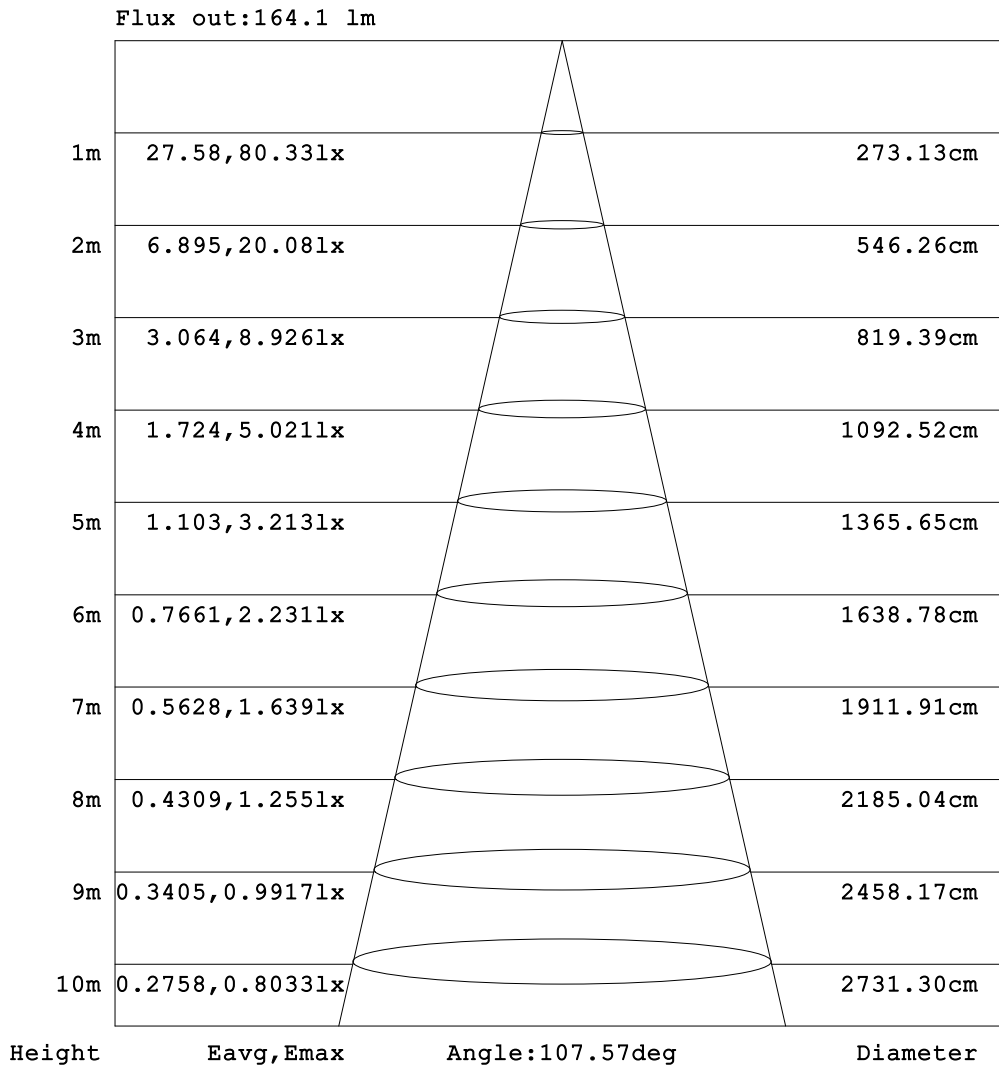 Flux out:164.1 lm
1m 27.58,80.33lx 273.13cm
2m 6.895,20.08lx 546.26cm
3m 3.064,8.926lx 819.39cm
4m 1.724,5.021lx 1092.52cm
5m 1.103,3.213lx 1365.65cm
6m 0.7661,2.231lx 1638.78cm
7m 0.5628,1.639lx 1911.91cm
8m 0.4309,1.255lx 2185.04cm
9m 0.3405,0.9917lx 2458.17cm
10m 0.2758,0.8033lx 2731.30cm
Height Eavg,Emax Angle:107.57deg Diameter